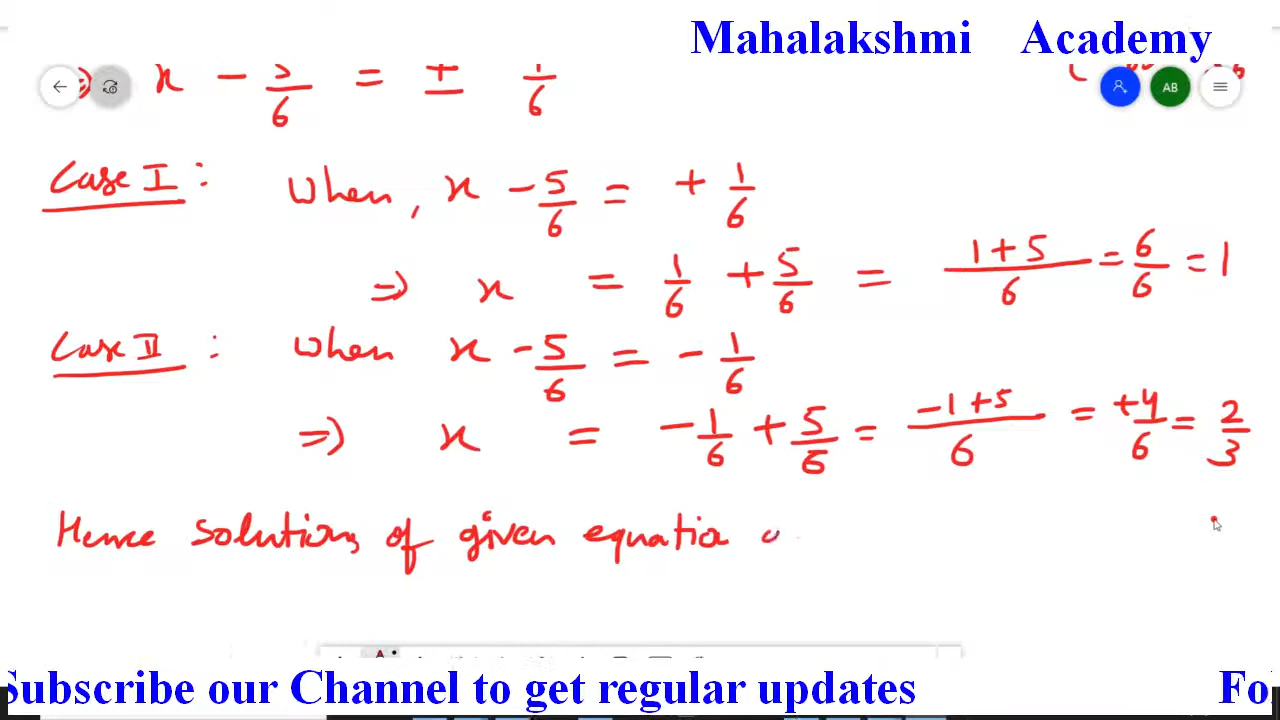 Mahalakshmi Academy
⇒ x - 5/6 = ± 1/6
AB
Case I : When, x - 5/6 = + 1/6
⇒ x = 1/6 + 5/6 = (1+5)/6 = 6/6 = 1
Case II : When x - 5/6 = - 1/6
⇒ x = - 1/6 + 5/6 = (-1+5)/6 = +4/6 = 2/3
Hence solutions of given equatio
Subscribe our Channel to get regular updates Fo